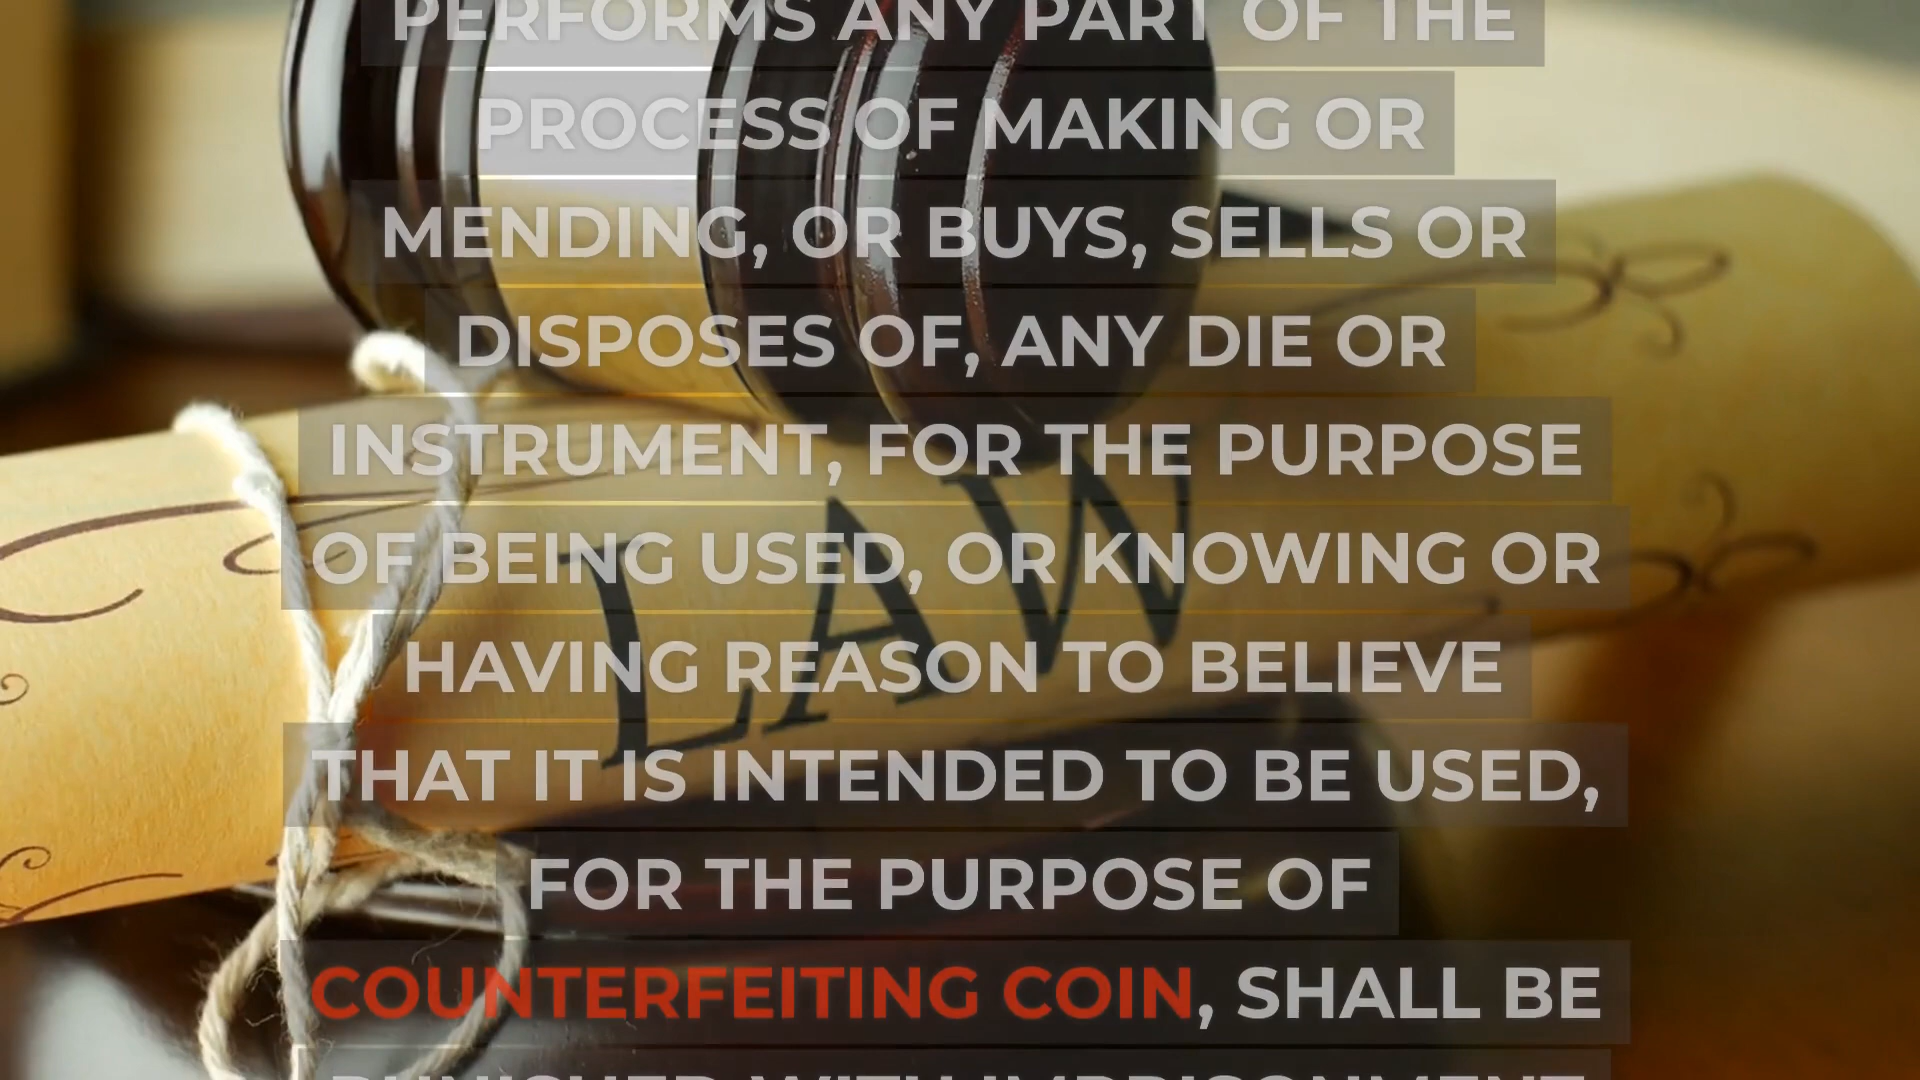 PERFORMS ANY PART OF THE
PROCESS OF MAKING OR
MENDING, OR BUYS, SELLS OR
DISPOSES OF, ANY DIE OR
INSTRUMENT, FOR THE PURPOSE
OF BEING USED, OR KNOWING OR
HAVING REASON TO BELIEVE
THAT IT IS INTENDED TO BE USED,
FOR THE PURPOSE OF
COUNTERFEITING COIN, SHALL BE
PUNISHED WITH IMPRISONMENT
LAW